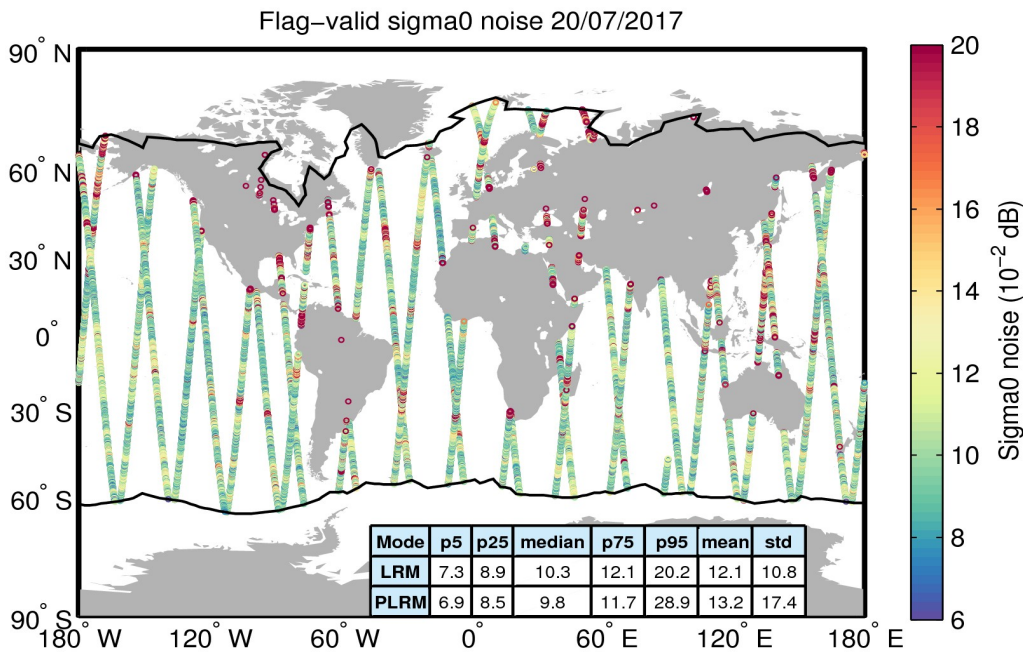 Flag−valid sigma0 noise 20/07/2017
90° N
60° N
30° N
0°
30° S
60° S
90° S
180° W 120° W 60° W 0° 60° E 120° E 180° E
Mode p5 p25 median p75 p95 mean std
LRM 7.3 8.9 10.3 12.1 20.2 12.1 10.8
PLRM 6.9 8.5 9.8 11.7 28.9 13.2 17.4
20
18
16
14
12
10
8
6
Sigma0 noise (10⁻² dB)